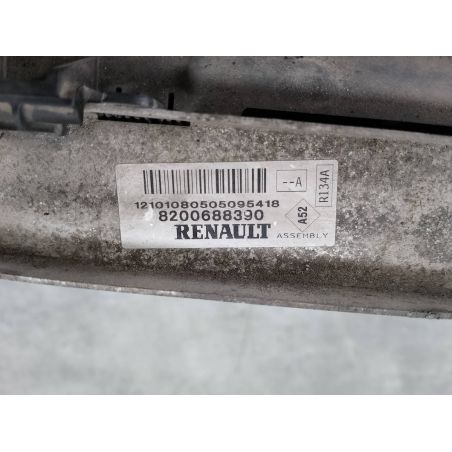 --A
R134A
12101080505095418
8200688390
A52
RENAULT
ASSEMBLY